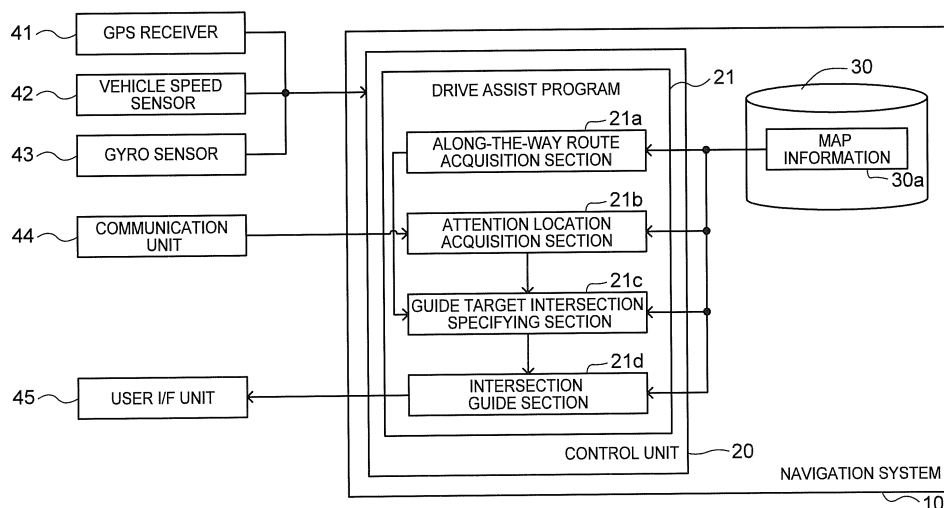 41
GPS RECEIVER
42
VEHICLE SPEED
SENSOR
43
GYRO SENSOR
44
COMMUNICATION
UNIT
45
USER I/F UNIT
DRIVE ASSIST PROGRAM
21
21a
ALONG-THE-WAY ROUTE
ACQUISITION SECTION
21b
ATTENTION LOCATION
ACQUISITION SECTION
21c
GUIDE TARGET INTERSECTION
SPECIFYING SECTION
21d
INTERSECTION
GUIDE SECTION
CONTROL UNIT
20
30
MAP
INFORMATION
30a
NAVIGATION SYSTEM
10